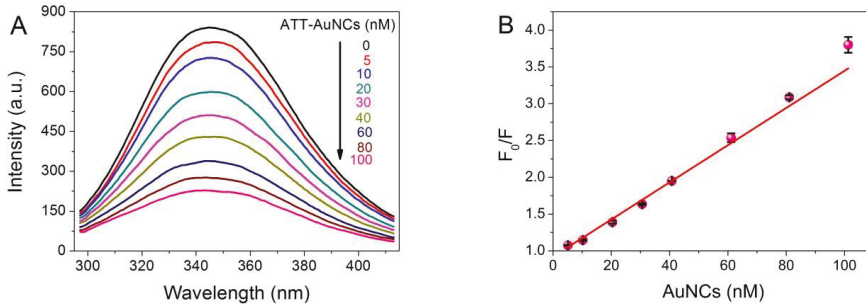 A
ATT-AuNCs (nM)
0
5
10
20
30
40
60
80
100
900
750
600
450
300
150
0
Intensity (a.u.)
300 320 340 360 380 400
Wavelength (nm)
B
4.0
3.5
3.0
2.5
2.0
1.5
1.0
F₀/F
0 20 40 60 80 100
AuNCs (nM)